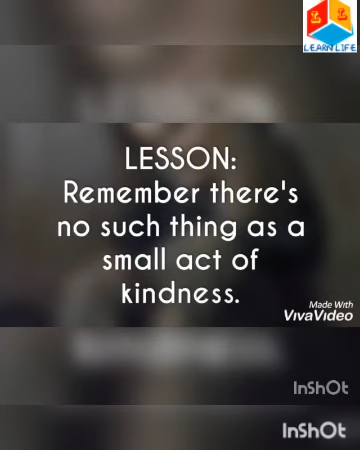 L L
LEARN LIFE
LESSON:
Remember there's
no such thing as a
small act of
kindness.
Made With
VivaVideo
InShOt
InShOt